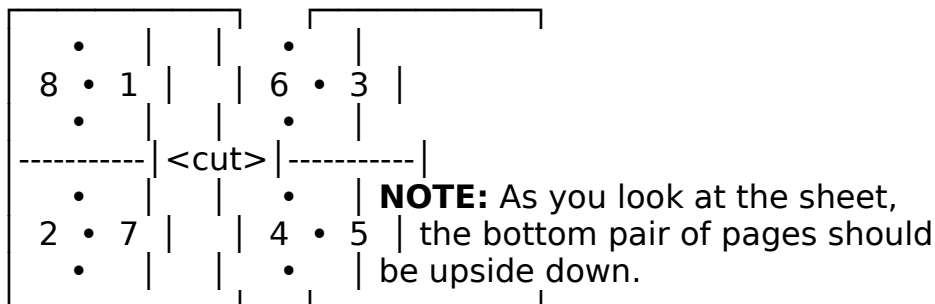 ┌─────────────┐   ┌─────────────┐
│   •   │   │   •   │
│ 8 • 1 │   │ 6 • 3 │
│   •   │   │   •   │
│-----------│<cut>│-----------│
│   •   │   │   •   │ NOTE: As you look at the sheet,
│ 2 • 7 │   │ 4 • 5 │ the bottom pair of pages should
│   •   │   │   •   │ be upside down.